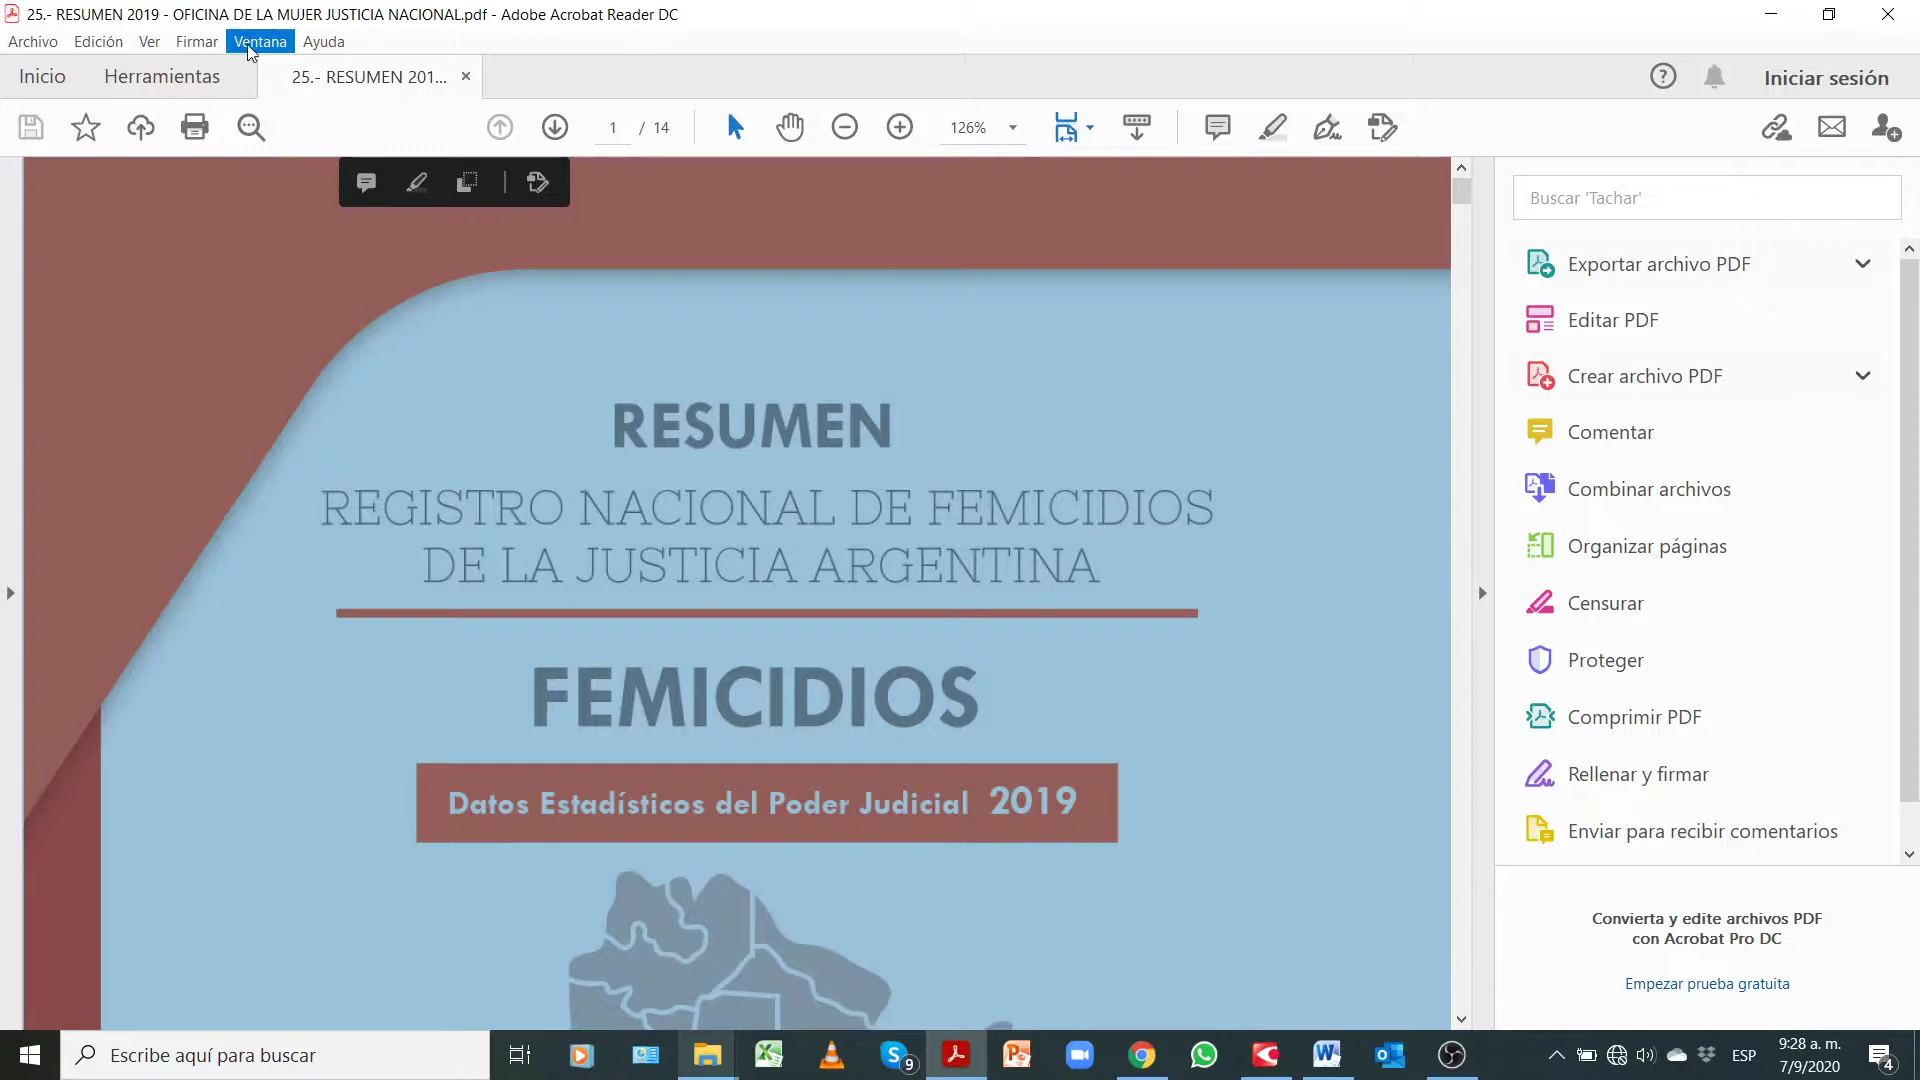 25.- RESUMEN 2019 - OFICINA DE LA MUJER JUSTICIA NACIONAL.pdf - Adobe Acrobat Reader DC
Archivo Edición Ver Firmar Ventana Ayuda
Inicio Herramientas 25.- RESUMEN 201... Iniciar sesión
1 / 14 126%
Buscar 'Tachar'
Exportar archivo PDF
Editar PDF
Crear archivo PDF
Comentar
Combinar archivos
Organizar páginas
Censurar
Proteger
Comprimir PDF
Rellenar y firmar
Enviar para recibir comentarios
Convierta y edite archivos PDF
con Acrobat Pro DC
Empezar prueba gratuita
RESUMEN
REGISTRO NACIONAL DE FEMICIDIOS
DE LA JUSTICIA ARGENTINA
FEMICIDIOS
Datos Estadísticos del Poder Judicial 2019
Escribe aquí para buscar
9
ESP
9:28 a. m.
7/9/2020
4